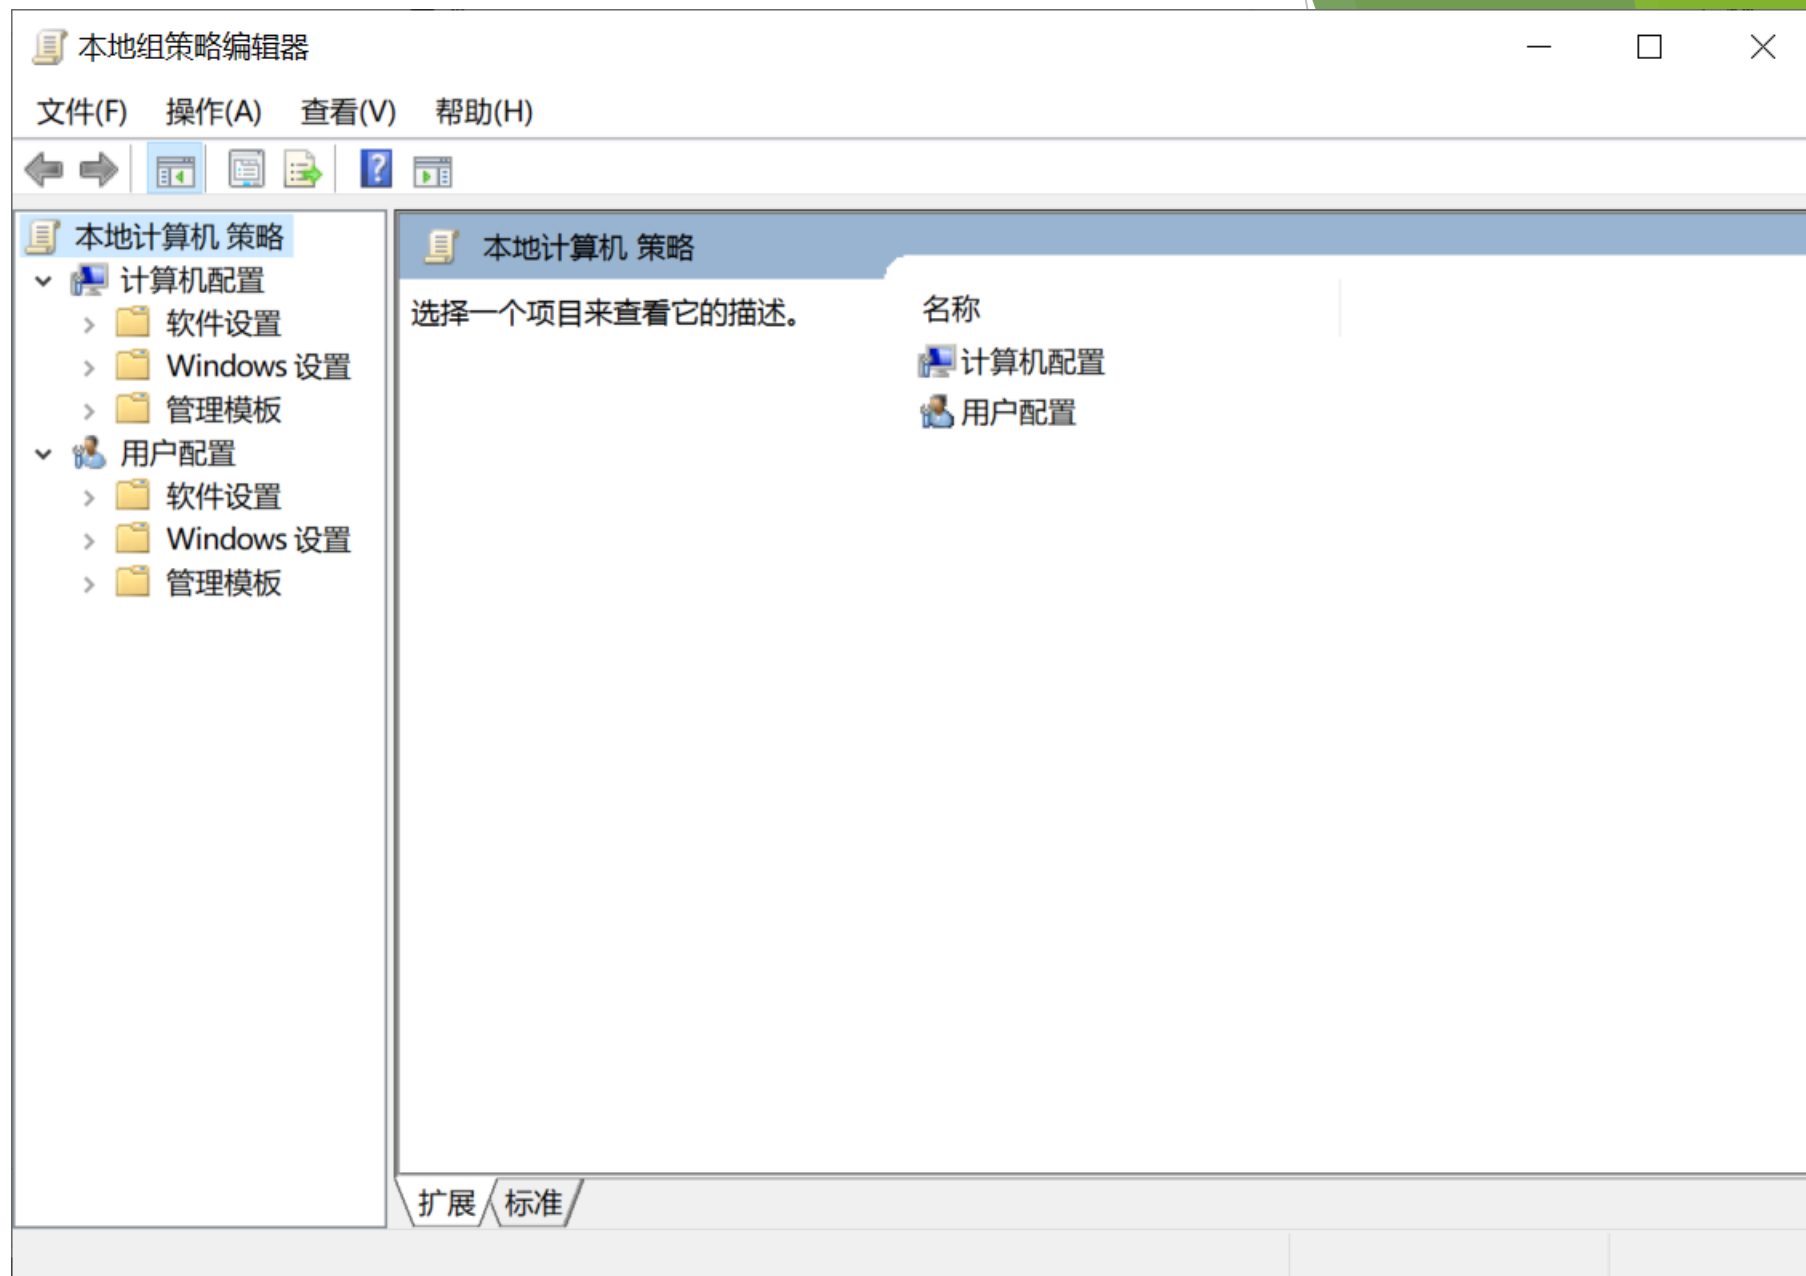 本地组策略编辑器
文件(F) 操作(A) 查看(V) 帮助(H)
本地计算机 策略
计算机配置
软件设置
Windows 设置
管理模板
用户配置
软件设置
Windows 设置
管理模板
本地计算机 策略
选择一个项目来查看它的描述。
名称
计算机配置
用户配置
扩展 标准